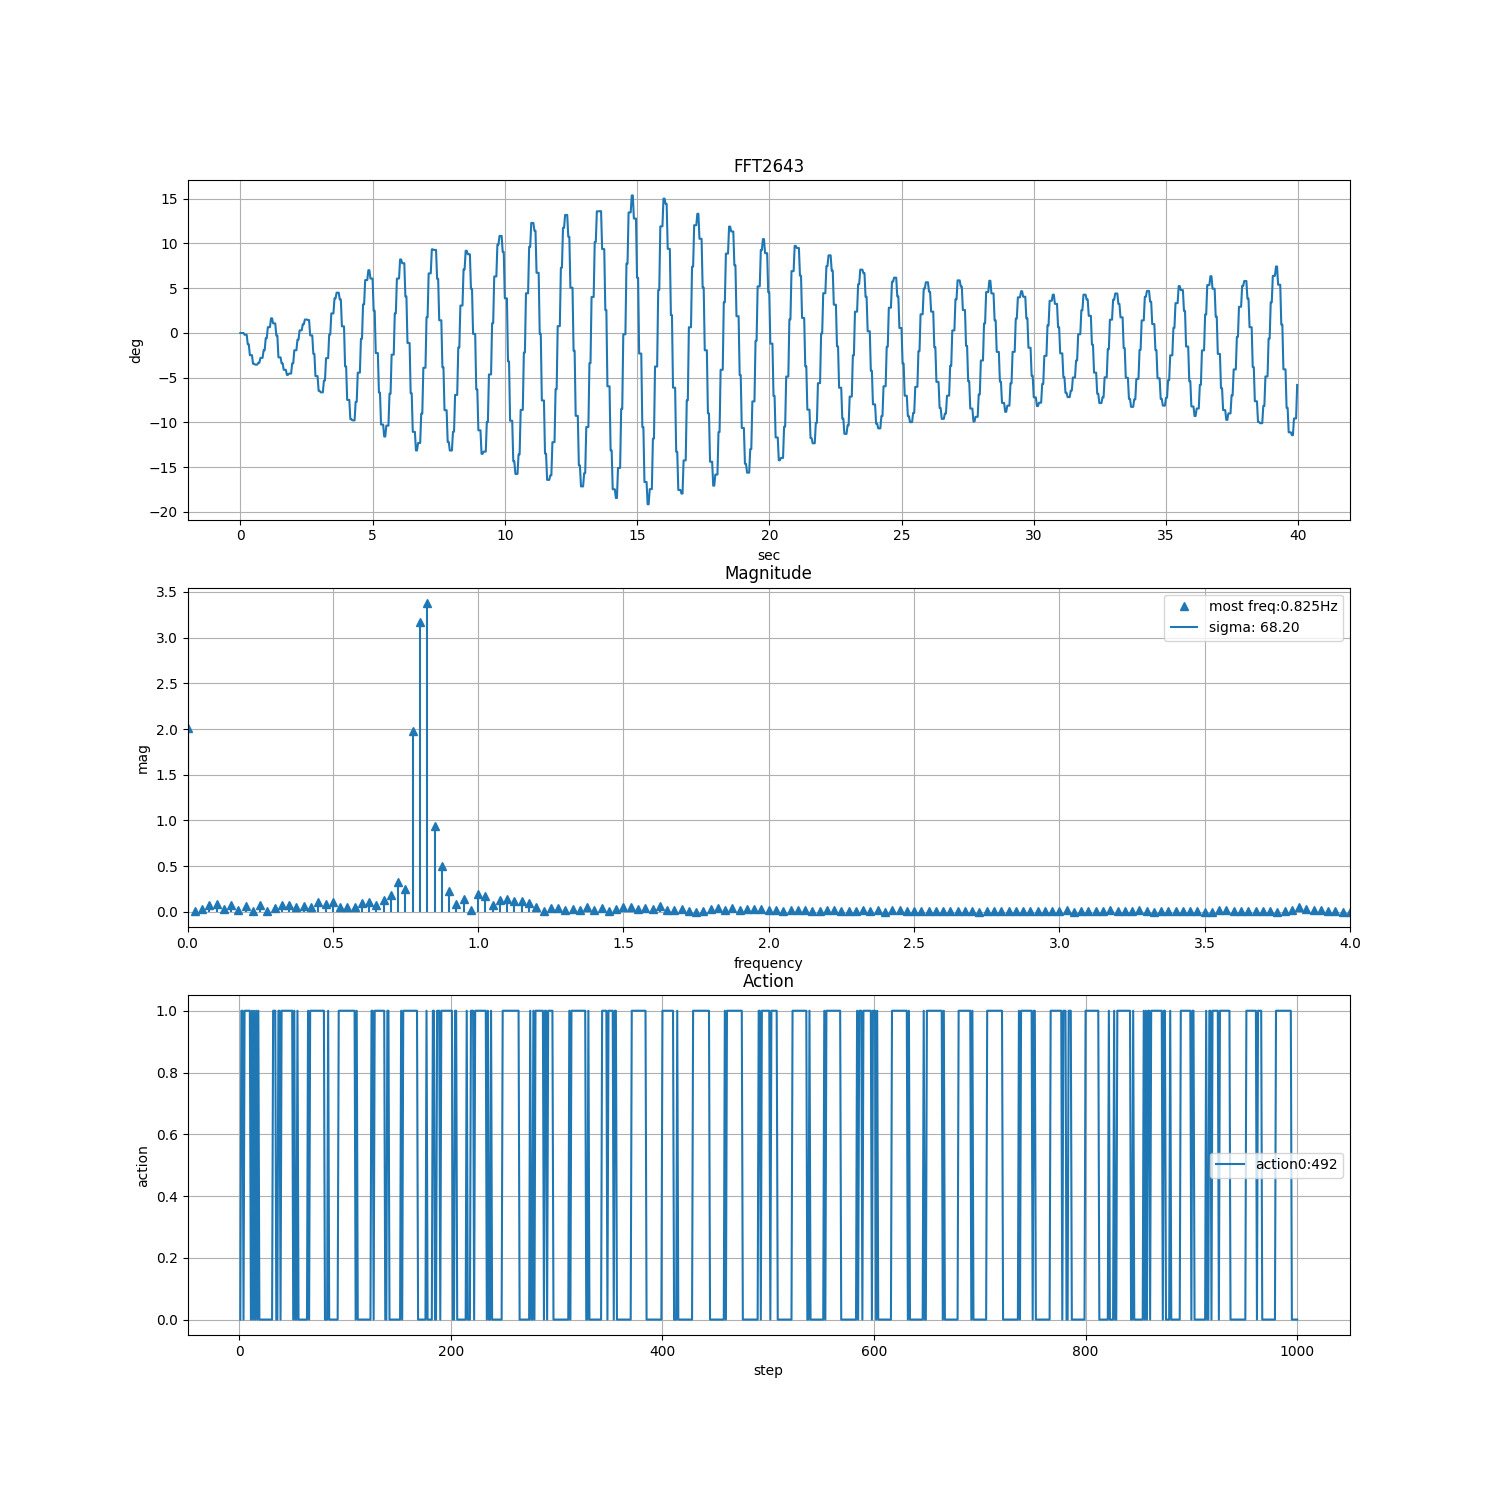 FFT2643
15
10
5
0
−5
−10
−15
−20
deg
0 5 10 15 20 25 30 35 40
sec
Magnitude
3.5
3.0
2.5
2.0
1.5
1.0
0.5
0.0
mag
most freq:0.825Hz
sigma: 68.20
0.0 0.5 1.0 1.5 2.0 2.5 3.0 3.5 4.0
frequency
Action
1.0
0.8
0.6
0.4
0.2
0.0
action
action0:492
0 200 400 600 800 1000
step